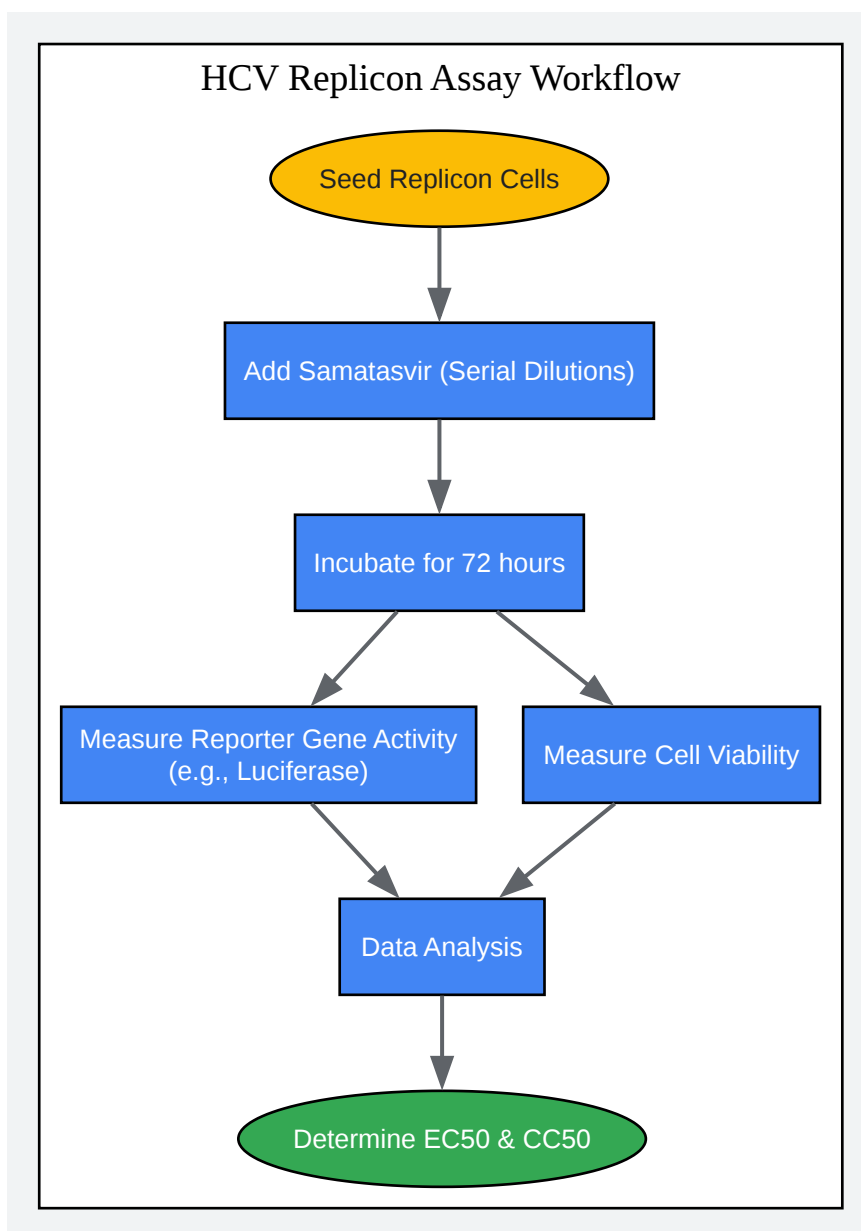 HCV Replicon Assay Workflow
Seed Replicon Cells
Add Samatasvir (Serial Dilutions)
Incubate for 72 hours
Measure Reporter Gene Activity
(e.g., Luciferase)
Measure Cell Viability
Data Analysis
Determine EC50 & CC50